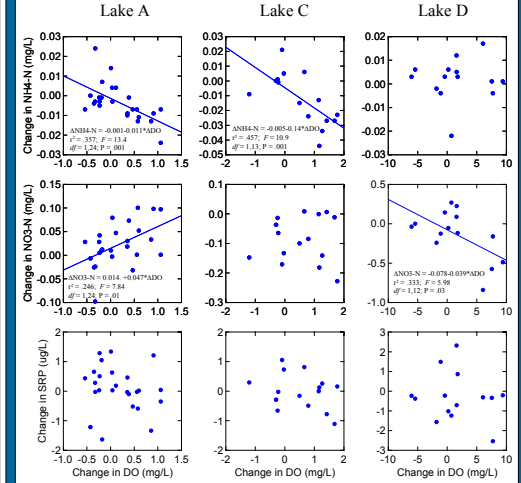 Lake A
Lake C
Lake D
Change in NH4-N (mg/L)
0.03
0.02
0.01
0.00
-0.01
-0.02
-0.03
-1.0 -0.5 0.0 0.5 1.0 1.5
ΔNH4-N = -0.001-0.011*ΔDO
r² = .357; F = 13.4
df = 1,24; P = .001
0.03
0.02
0.01
-0.00
-0.01
-0.02
-0.03
-0.04
-0.05
-2 -1 0 1 2
ΔNH4-N = -0.005-0.14*ΔDO
r² = .457; F = 10.9
df = 1,13; P = .001
0.03
0.02
0.01
0.00
-0.01
-0.02
-0.03
-10 -5 0 5 10
Change in NO3-N (mg/L)
0.15
0.10
0.05
0.00
-0.05
-0.10
-1.0 -0.5 0.0 0.5 1.0 1.5
ΔNO3-N = 0.014. +0.047*ΔDO
r² = .246; F = 7.84
df = 1,24; P = .01
0.1
0.0
-0.1
-0.2
-0.3
-2 -1 0 1 2
0.5
0.0
-0.5
-1.0
-10 -5 0 5 10
ΔNO3-N = -0.078-0.039*ΔDO
r² = .333; F = 5.98
df = 1,12; P = .03
Change in SRP (ug/L)
2
1
0
-1
-2
-1.0 -0.5 0.0 0.5 1.0 1.5
Change in DO (mg/L)
2
1
0
-1
-2
-2 -1 0 1 2
Change in DO (mg/L)
3
2
1
0
-1
-2
-3
-10 -5 0 5 10
Change in DO (mg/L)